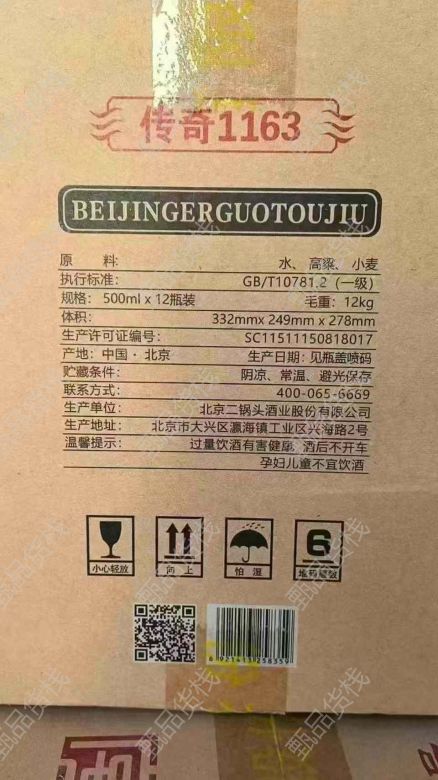 传奇1163
BEIJINGERGUOTOUJIU
原料: 水、高粱、小麦
执行标准: GB/T10781.2（一级）
规格: 500ml x 12瓶装 毛重: 12kg
体积: 332mmx 249mm x 278mm
生产许可证编号: SC11511150818017
产地: 中国·北京 生产日期: 见瓶盖喷码
贮藏条件: 阴凉、常温、避光保存
联系方式: 400-065-6669
生产单位: 北京二锅头酒业股份有限公司
生产地址: 北京市大兴区瀛海镇工业区兴海路2号
温馨提示: 过量饮酒有害健康 酒后不开车
孕妇儿童不宜饮酒
小心轻放 向上 怕湿 6
甄品货栈